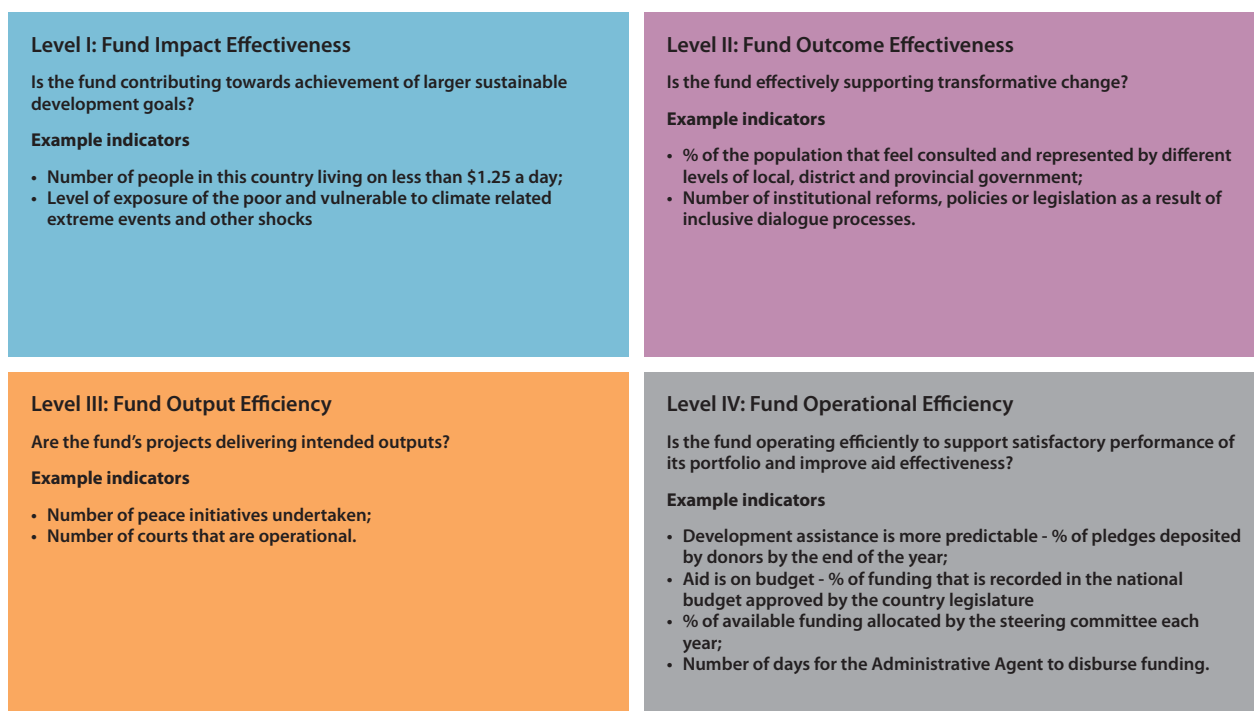 Level I: Fund Impact Effectiveness
Is the fund contributing towards achievement of larger sustainable
development goals?
Example indicators
• Number of people in this country living on less than $1.25 a day;
• Level of exposure of the poor and vulnerable to climate related
extreme events and other shocks
Level II: Fund Outcome Effectiveness
Is the fund effectively supporting transformative change?
Example indicators
• % of the population that feel consulted and represented by different
levels of local, district and provincial government;
• Number of institutional reforms, policies or legislation as a result of
inclusive dialogue processes.
Level III: Fund Output Efficiency
Are the fund's projects delivering intended outputs?
Example indicators
• Number of peace initiatives undertaken;
• Number of courts that are operational.
Level IV: Fund Operational Efficiency
Is the fund operating efficiently to support satisfactory performance of
its portfolio and improve aid effectiveness?
Example indicators
• Development assistance is more predictable - % of pledges deposited
by donors by the end of the year;
• Aid is on budget - % of funding that is recorded in the national
budget approved by the country legislature
• % of available funding allocated by the steering committee each
year;
• Number of days for the Administrative Agent to disburse funding.